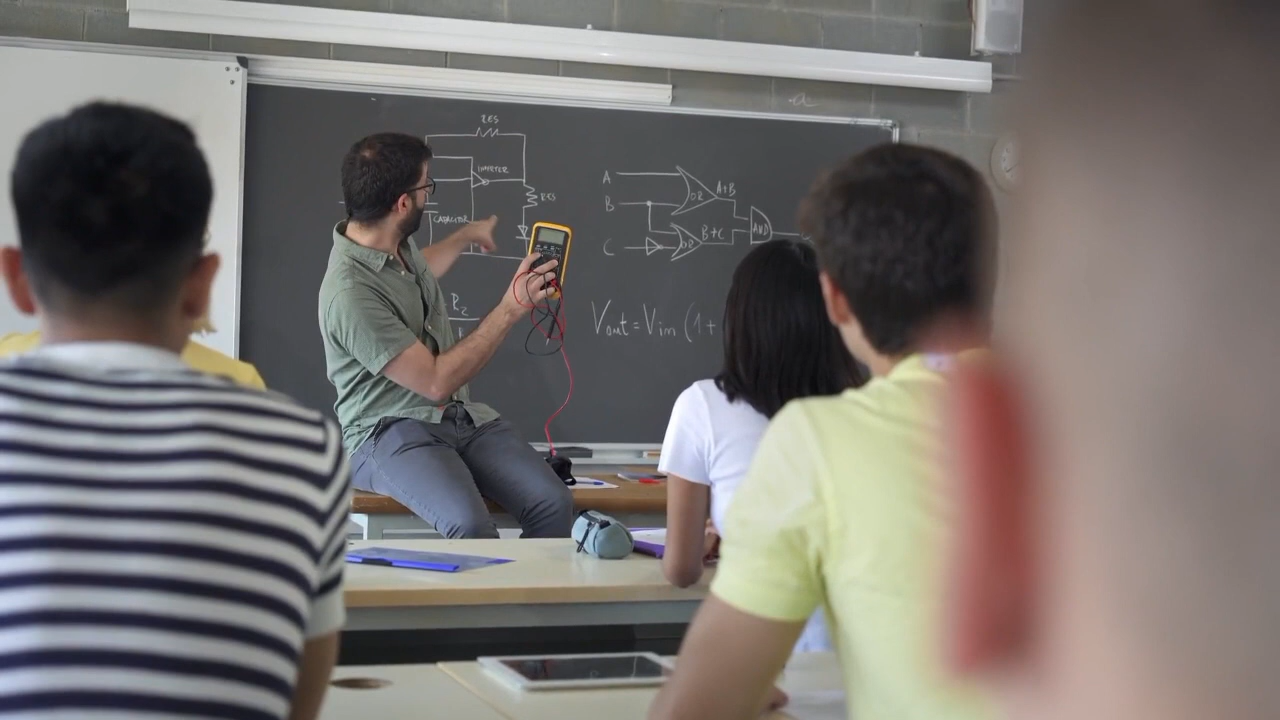 RES
INVERTER
RES
CAPACITOR
R2
A
B
C
OR
A+B
OR
B+C
AND
Vout = Vin (1+
a